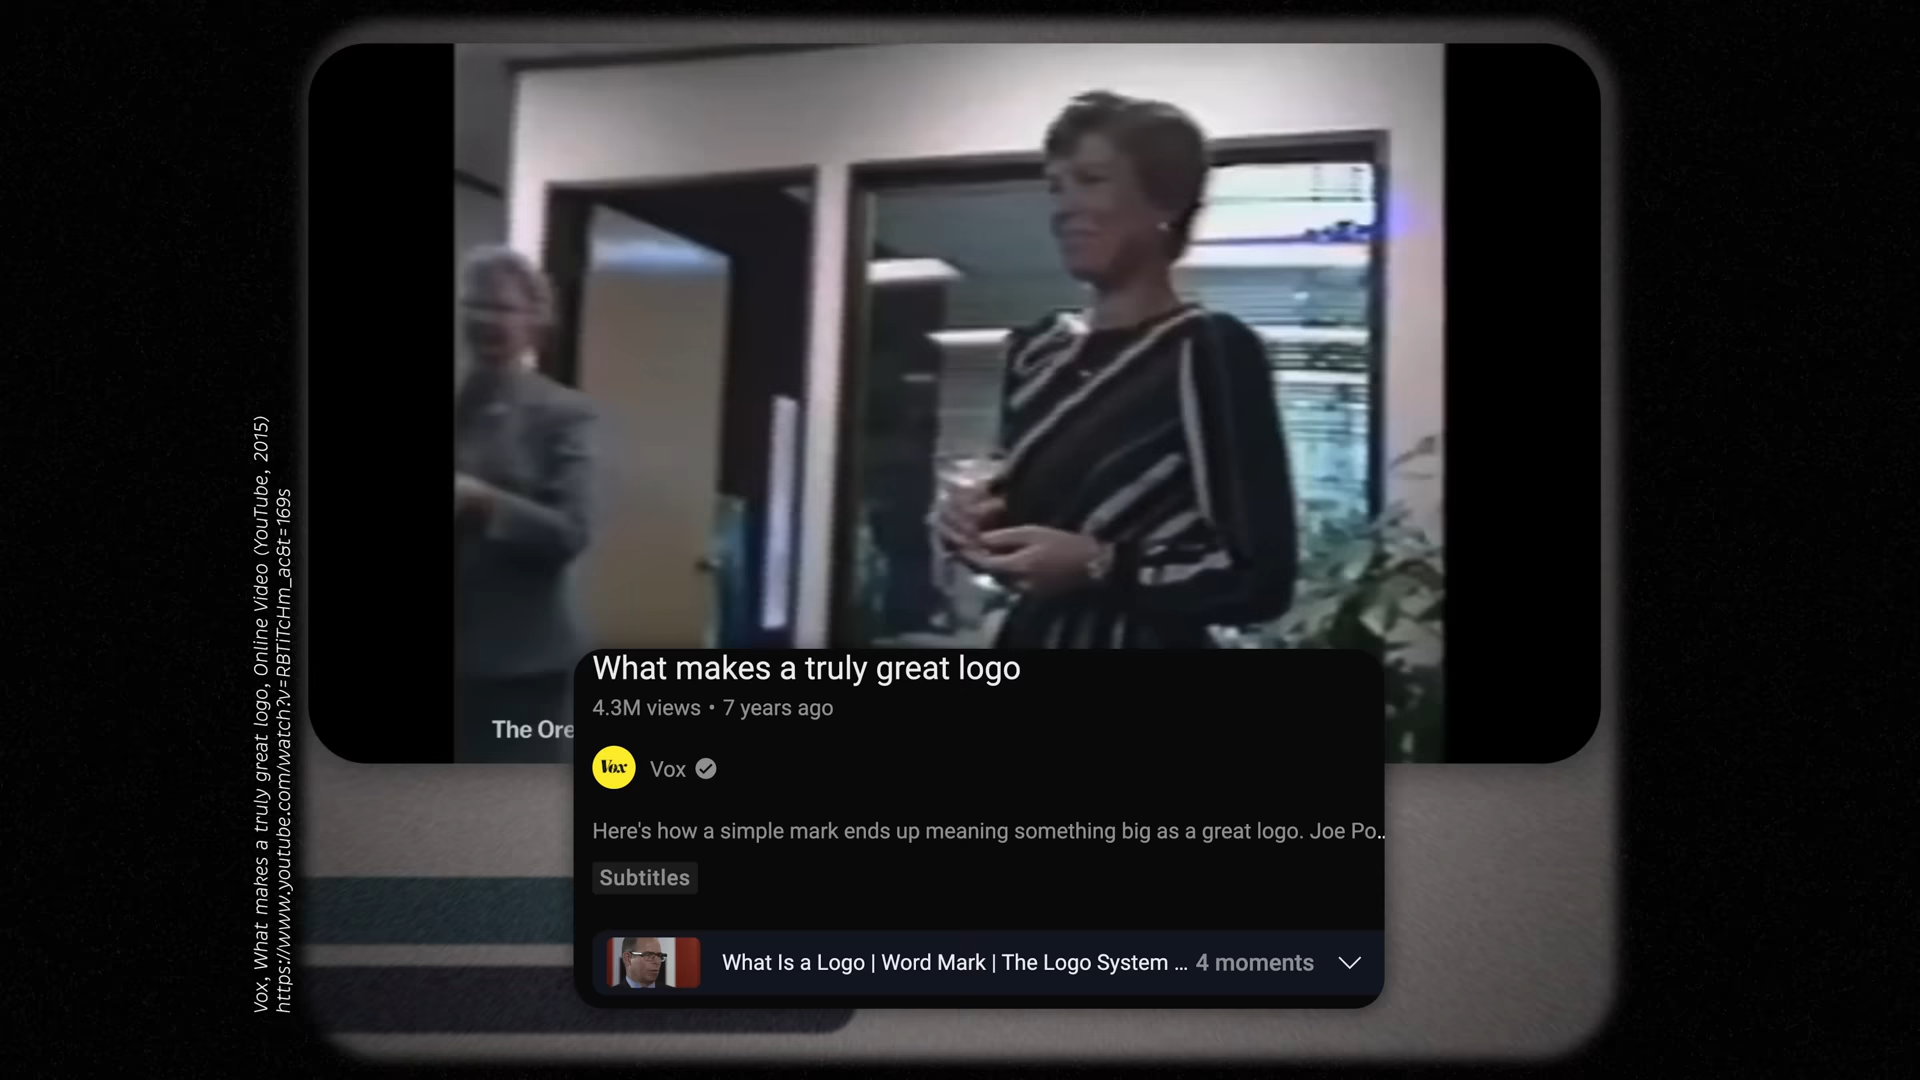 Vox, What makes a truly great logo, Online Video (YouTube, 2015)
https://www.youtube.com/watch?v=RBTiTcHm_ac&t=169s
The Ore
What makes a truly great logo
4.3M views • 7 years ago
Vox
Vox
Here's how a simple mark ends up meaning something big as a great logo. Joe Po..
Subtitles
What Is a Logo | Word Mark | The Logo System ... 4 moments